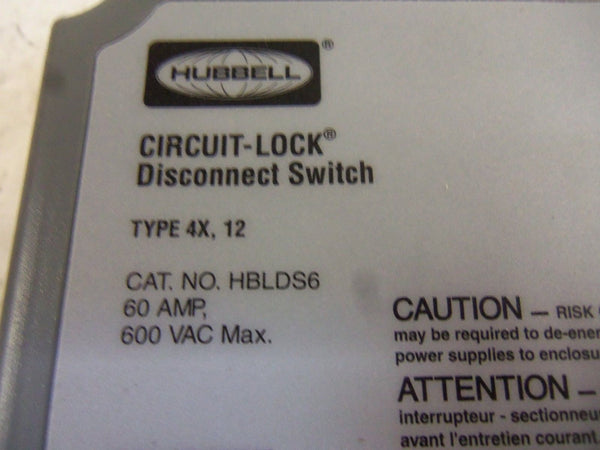 HUBBELL®
CIRCUIT-LOCK®
Disconnect Switch
TYPE 4X, 12
CAT. NO. HBLDS6
60 AMP,
600 VAC Max.
CAUTION – RISK
may be required to de-ener
power supplies to enclosu
ATTENTION –
interrupteur - sectionneu
avant l'entretien courant.